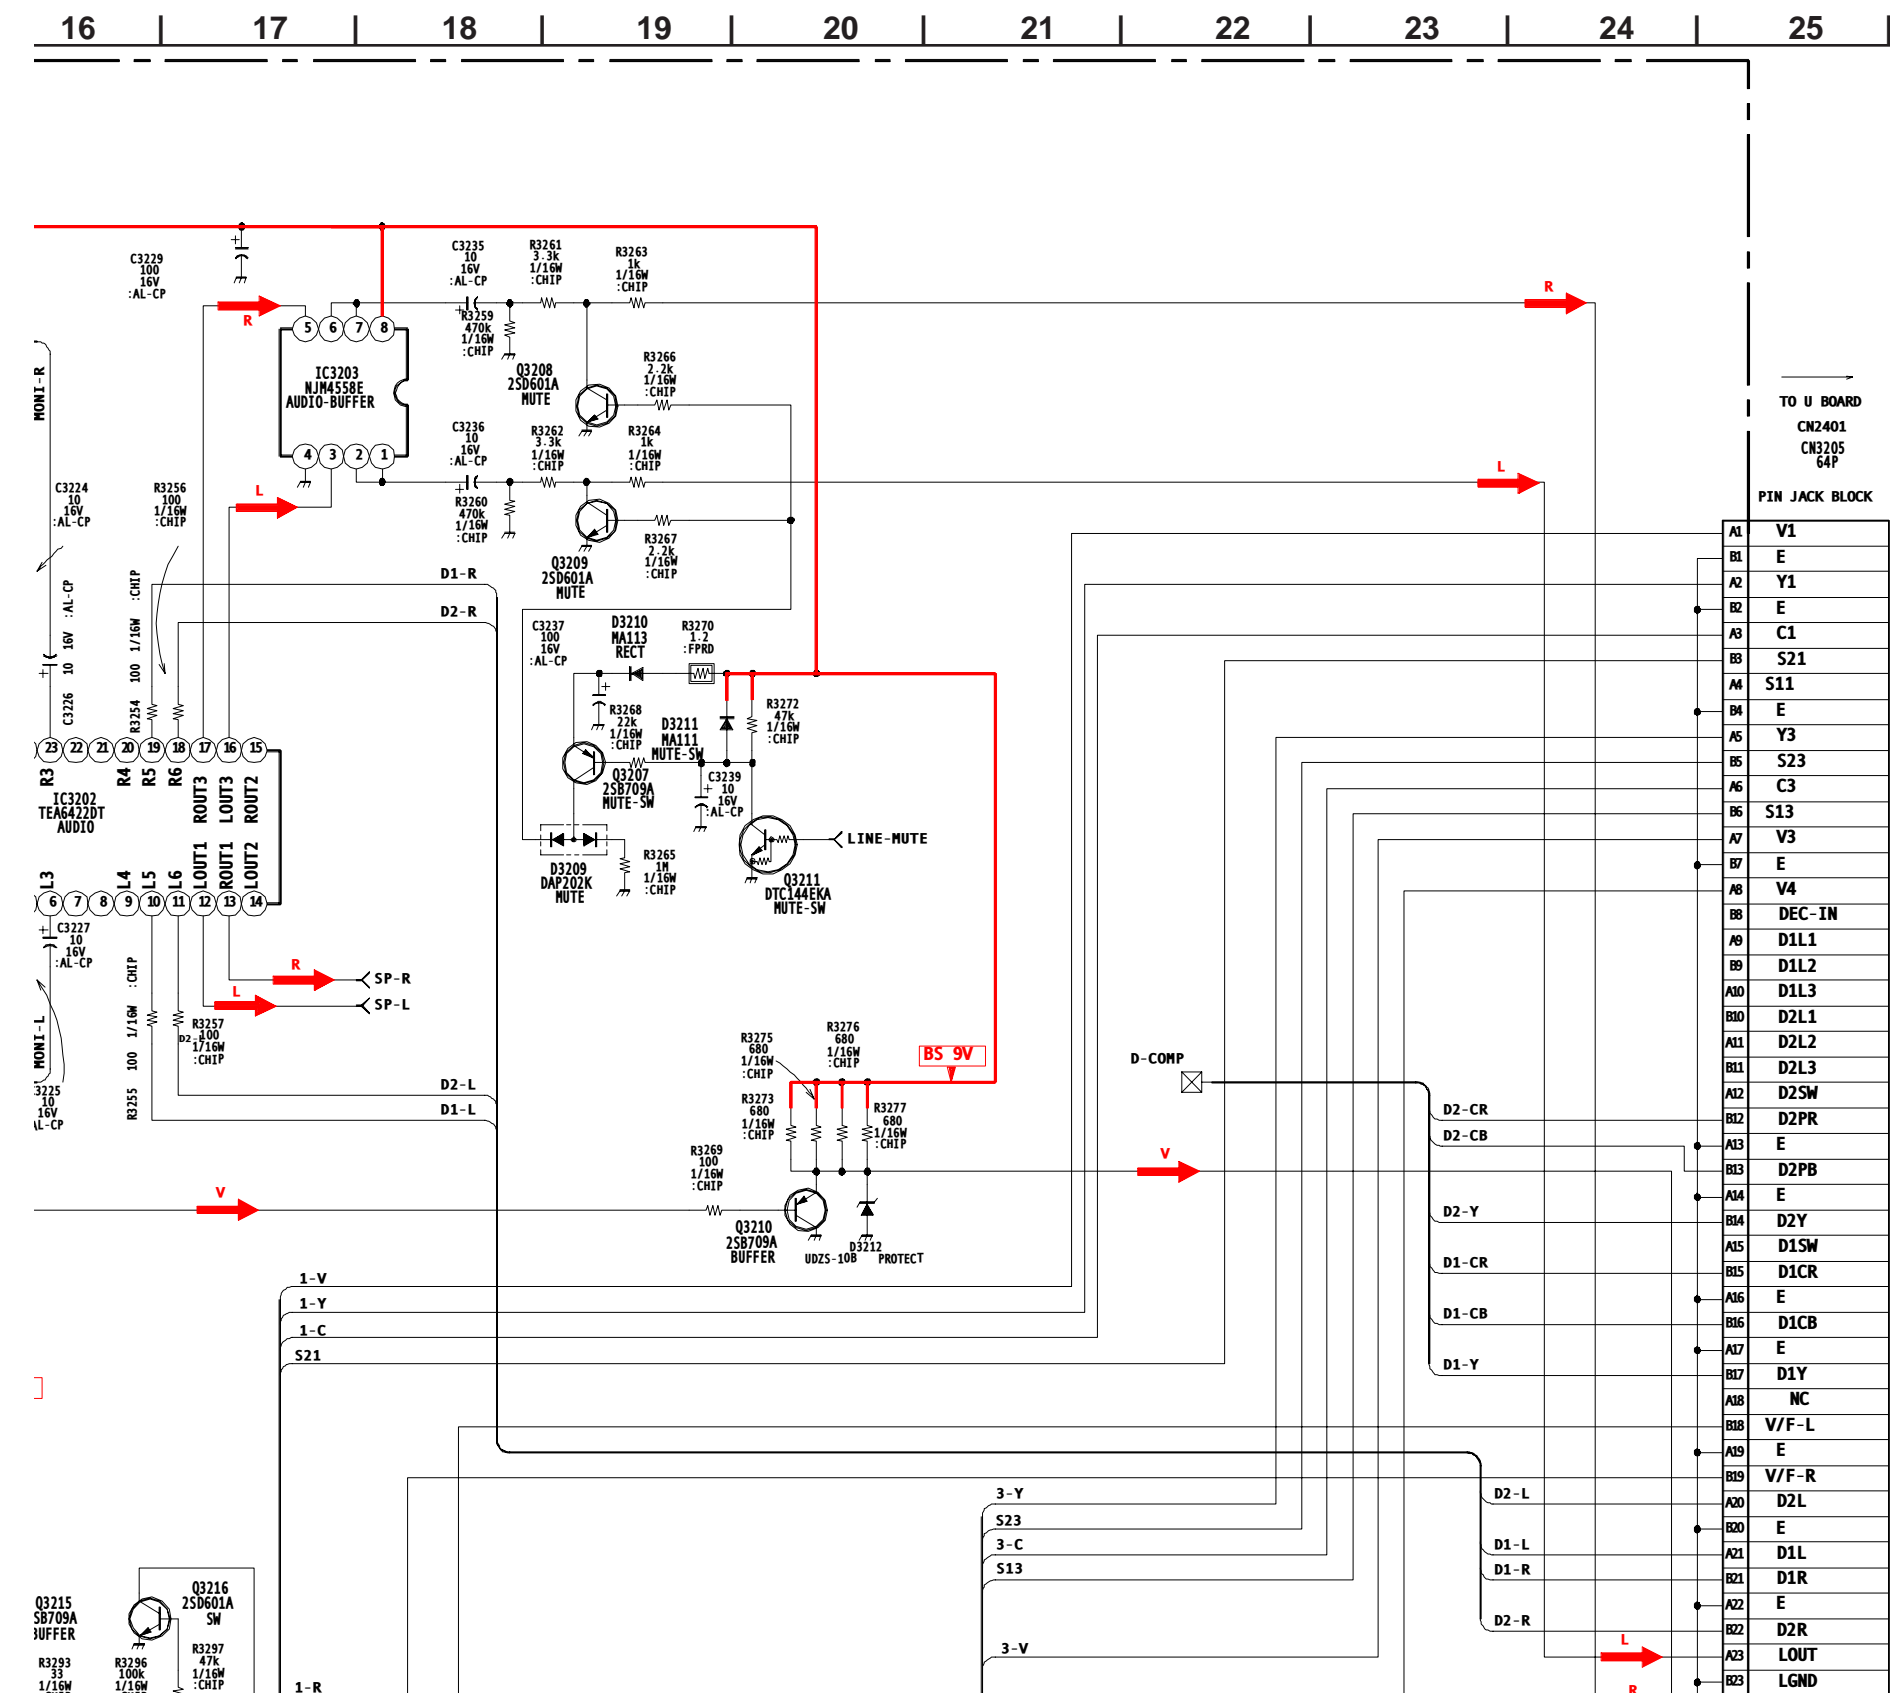 16 17 18 19 20 21 22 23 24 25
C3229
100
16V
:AL-CP
R
C3235
10
16V
:AL-CP
R3261
3.3k
1/16W
:CHIP
R3263
1k
1/16W
:CHIP
R
R3259
470k
1/16W
:CHIP
5 6 7 8
IC3203
NJM4558E
AUDIO-BUFFER
4 3 2 1
MONI-R
Q3208
2SD601A
MUTE
R3266
2.2k
1/16W
:CHIP
C3236
10
16V
:AL-CP
R3262
3.3k
1/16W
:CHIP
R3264
1k
1/16W
:CHIP
L
L
R3260
470k
1/16W
:CHIP
R3267
2.2k
1/16W
:CHIP
Q3209
2SD601A
MUTE
C3224
10
16V
:AL-CP
R3256
100
1/16W
:CHIP
C3226 10 16V :AL-CP
R3254 100 1/16W :CHIP
D1-R
D2-R
C3237
100
16V
:AL-CP
D3210
MA113
RECT
R3270
1.2
:FPRD
R3268
22k
1/16W
:CHIP
D3211
MA111
MUTE-SW
R3272
47k
1/16W
:CHIP
Q3207
2SB709A
MUTE-SW
C3239
10
16V
:AL-CP
LINE-MUTE
D3209
DAP202K
MUTE
R3265
1M
1/16W
:CHIP
Q3211
DTC144EKA
MUTE-SW
23 22 21 20 19 18 17 16 15
R3 R4 R5 R6 ROUT3 LOUT3 ROUT2
IC3202
TEA6422DT
AUDIO
L3 L4 L5 L6 LOUT1 ROUT1 LOUT2
6 7 8 9 10 11 12 13 14
C3227
10
16V
:AL-CP
R
SP-R
L
SP-L
MONI-L
R3255 100 1/16W :CHIP
R3257
100
1/16W
:CHIP
3225
10
16V
AL-CP
D2-L
D1-L
R3275
680
1/16W
:CHIP
R3276
680
1/16W
:CHIP
BS 9V
R3273
680
1/16W
:CHIP
R3277
680
1/16W
:CHIP
R3269
100
1/16W
:CHIP
V
V
Q3210
2SB709A
BUFFER
D3212
UDZS-10B PROTECT
D-COMP
D2-CR
D2-CB
D2-Y
D1-CR
D1-CB
D1-Y
1-V
1-Y
1-C
S21
3-Y
S23
3-C
S13
3-V
D2-L
D1-L
D1-R
D2-R
L
R
Q3215
SB709A
BUFFER
Q3216
2SD601A
SW
R3293
33
1/16W
R3296
100k
1/16W
R3297
47k
1/16W
:CHIP
1-R
TO U BOARD
CN2401
CN3205
64P
PIN JACK BLOCK
A1 V1
B1 E
A2 Y1
B2 E
A3 C1
B3 S21
A4 S11
B4 E
A5 Y3
B5 S23
A6 C3
B6 S13
A7 V3
B7 E
A8 V4
B8 DEC-IN
A9 D1L1
B9 D1L2
A10 D1L3
B10 D2L1
A11 D2L2
B11 D2L3
A12 D2SW
B12 D2PR
A13 E
B13 D2PB
A14 E
B14 D2Y
A15 D1SW
B15 D1CR
A16 E
B16 D1CB
A17 E
B17 D1Y
A18 NC
B18 V/F-L
A19 E
B19 V/F-R
A20 D2L
B20 E
A21 D1L
B21 D1R
A22 E
B22 D2R
A23 LOUT
B23 LGND